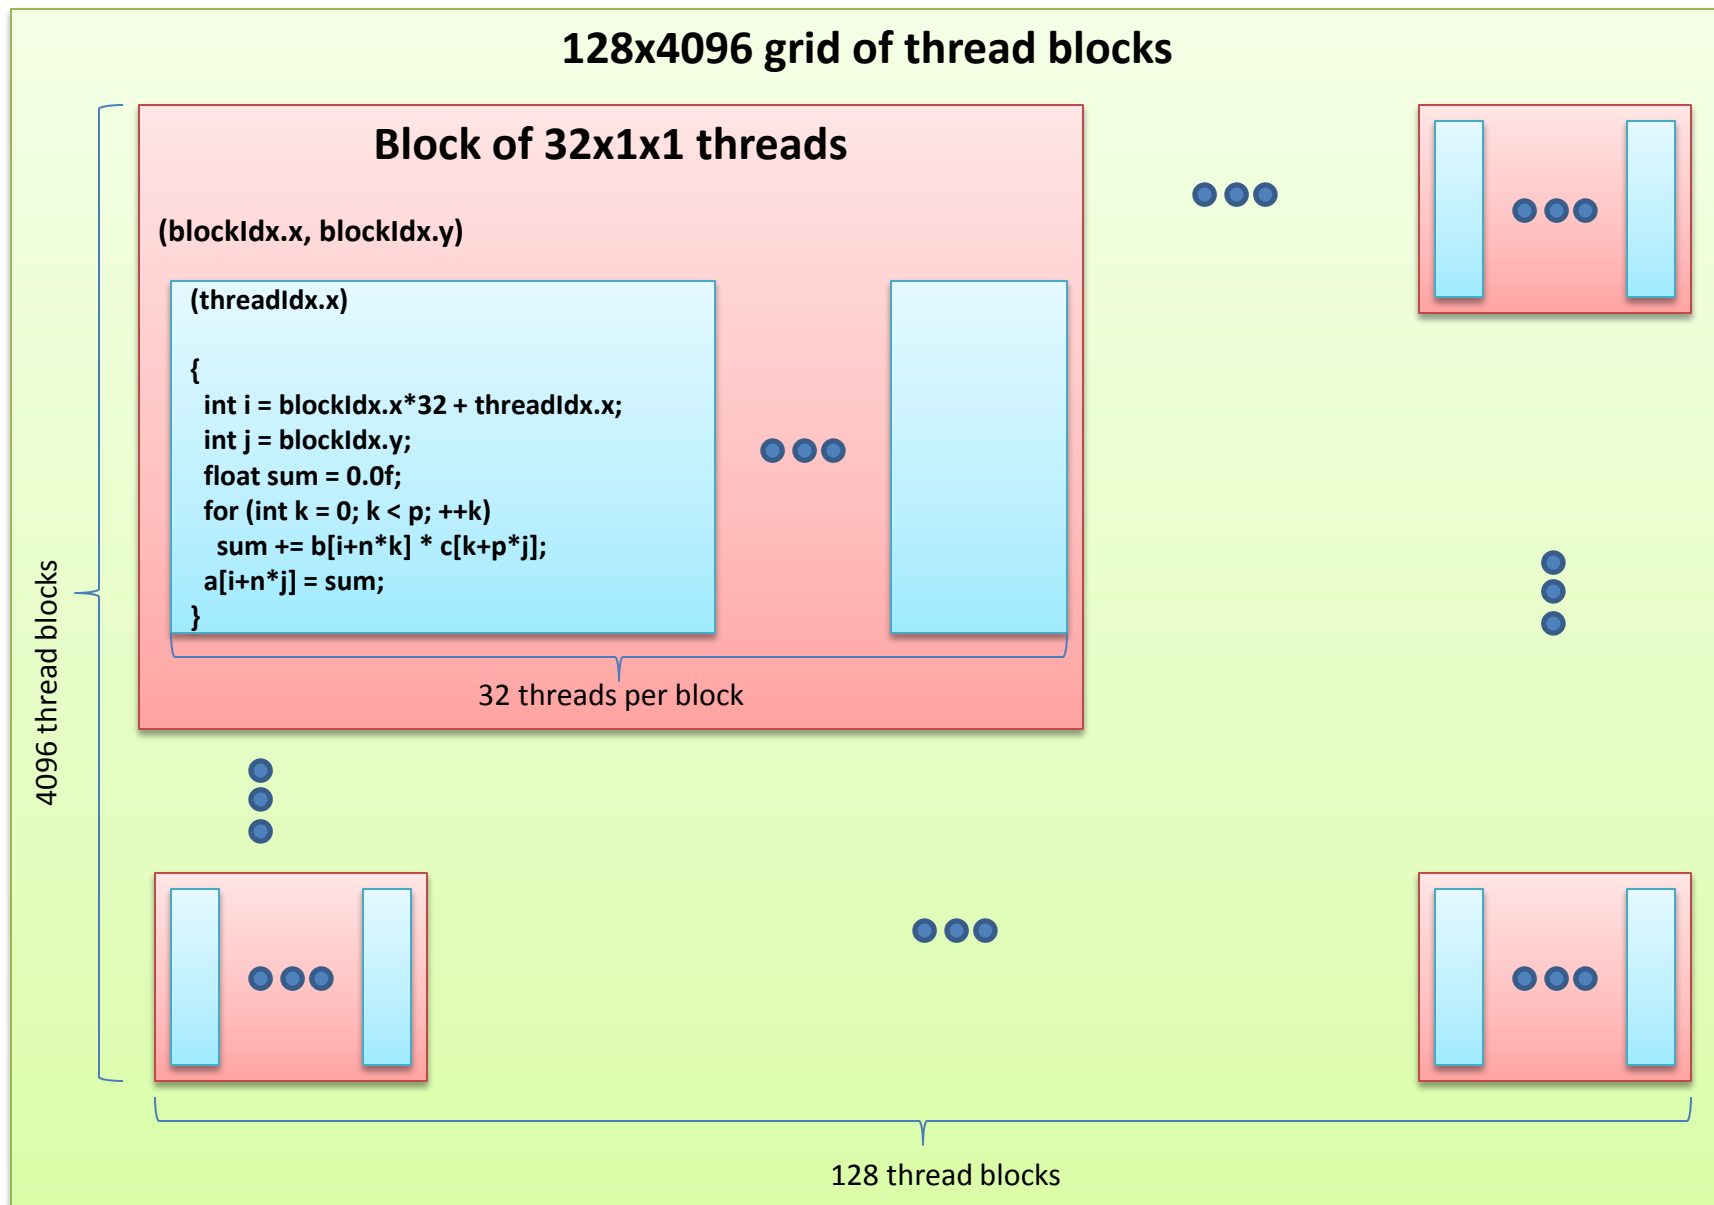 128x4096 grid of thread blocks
Block of 32x1x1 threads
(blockIdx.x, blockIdx.y)
(threadIdx.x)
{
int i = blockIdx.x*32 + threadIdx.x;
int j = blockIdx.y;
float sum = 0.0f;
for (int k = 0; k < p; ++k)
sum += b[i+n*k] * c[k+p*j];
a[i+n*j] = sum;
}
32 threads per block
4096 thread blocks
128 thread blocks